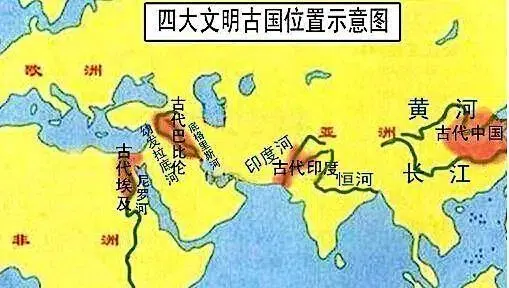 四大文明古国位置示意图
欧洲
古代巴比伦
幼发拉底河
底格里斯河
印度河
亚洲
黄河
古代中国
古代埃及
尼罗河
古代印度
恒河
长江
非洲